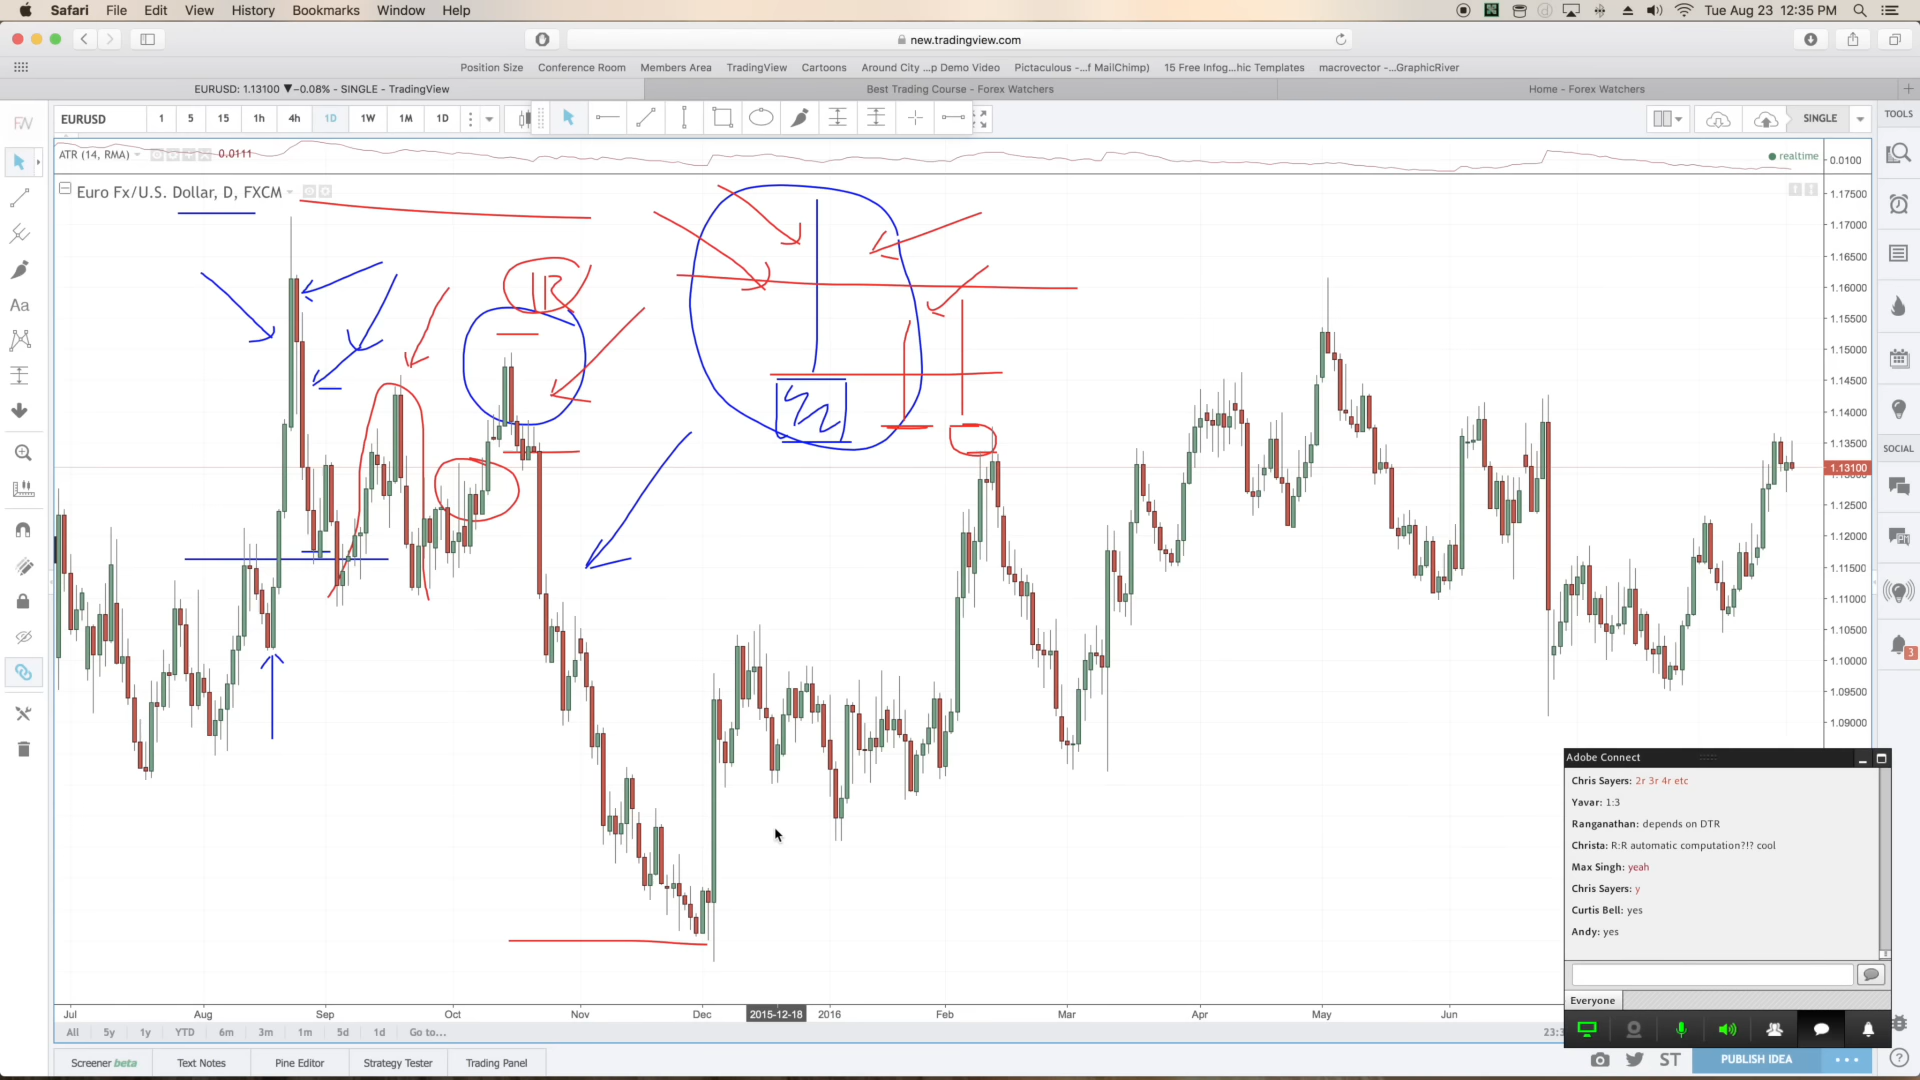 Safari File Edit View History Bookmarks Window Help Tue Aug 23 12:35 PM
new.tradingview.com
Position Size Conference Room Members Area TradingView Cartoons Around City ...p Demo Video Pictaculous -...f MailChimp) 15 Free Infog...hic Templates macrovector -...GraphicRiver
EURUSD: 1.13100 ▼−0.08% - SINGLE - TradingView Best Trading Course - Forex Watchers Home - Forex Watchers
FW EURUSD 1 5 15 1h 4h 1D 1W 1M 1D SINGLE TOOLS
ATR (14, RMA) 0.0111 realtime 0.0100
Euro Fx/U.S. Dollar, D, FXCM
1.17500
1.17000
1.16500
1.16000
1.15500
1.15000
1.14500
1.14000
1.13500
1.13100
1.12500
1.12000
1.11500
1.11000
1.10500
1.10000
1.09500
1.09000
Aa
SOCIAL
3
Adobe Connect
Chris Sayers: 2r 3r 4r etc
Yavar: 1:3
Ranganathan: depends on DTR
Christa: R:R automatic computation?!? cool
Max Singh: yeah
Chris Sayers: y
Curtis Bell: yes
Andy: yes
Everyone
Jul Aug Sep Oct Nov Dec 2015-12-18 2016 Feb Mar Apr May Jun
All 5y 1y YTD 6m 3m 1m 5d 1d Go to...
Screener beta Text Notes Pine Editor Strategy Tester Trading Panel ST PUBLISH IDEA